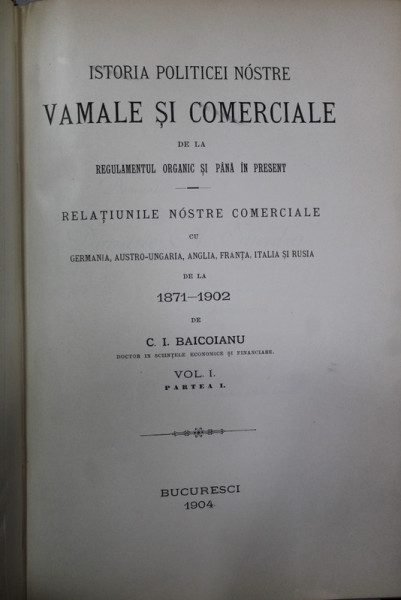 ISTORIA POLITICEI NÓSTRE
VAMALE ȘI COMERCIALE
DE LA
REGULAMENTUL ORGANIC ȘI PÂNĂ ÎN PRESENT
RELAȚIUNILE NÓSTRE COMERCIALE
CU
GERMANIA, AUSTRO-UNGARIA, ANGLIA, FRANȚA, ITALIA ȘI RUSIA
DE LA
1871—1902
DE
C. I. BAICOIANU
DOCTOR IN SCIINȚELE ECONOMICE ȘI FINANCIARE.
VOL. I.
PARTEA I.
BUCURESCI
1904